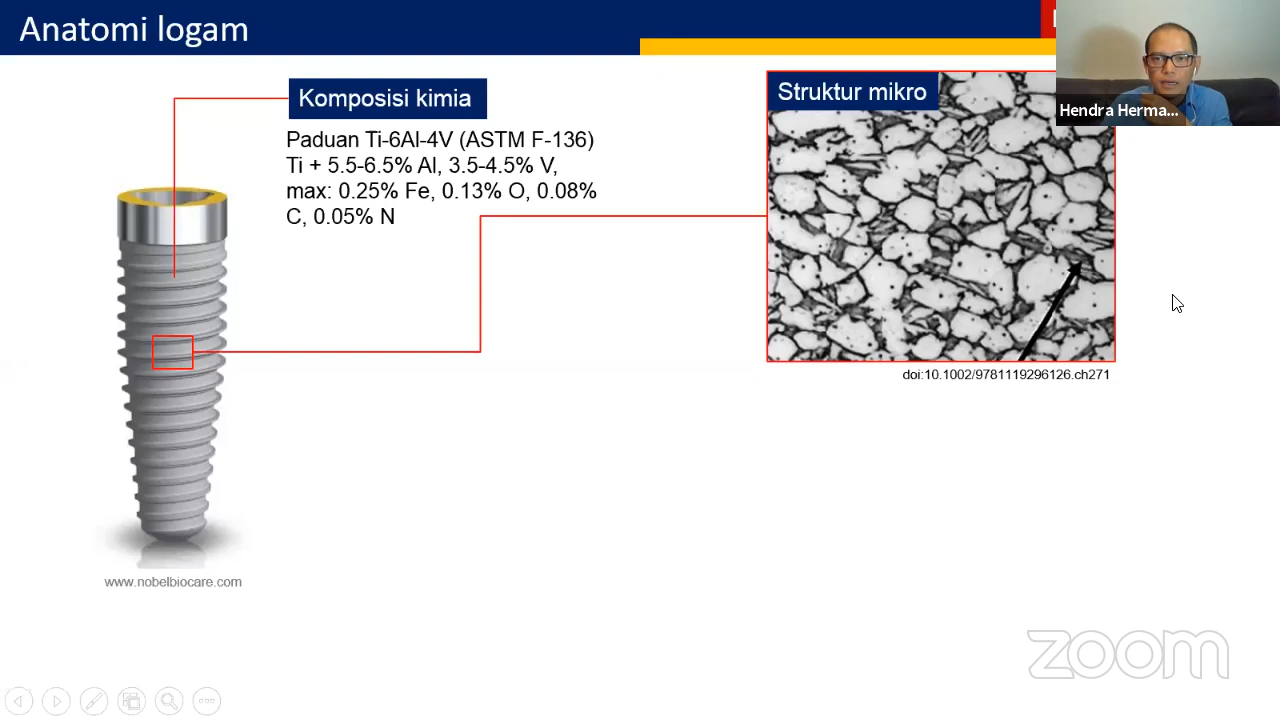 Anatomi logam
Komposisi kimia
Paduan Ti-6Al-4V (ASTM F-136)
Ti + 5.5-6.5% Al, 3.5-4.5% V,
max: 0.25% Fe, 0.13% O, 0.08%
C, 0.05% N
Struktur mikro
Hendra Herma...
doi:10.1002/9781119296126.ch271
www.nobelbiocare.com
zoom